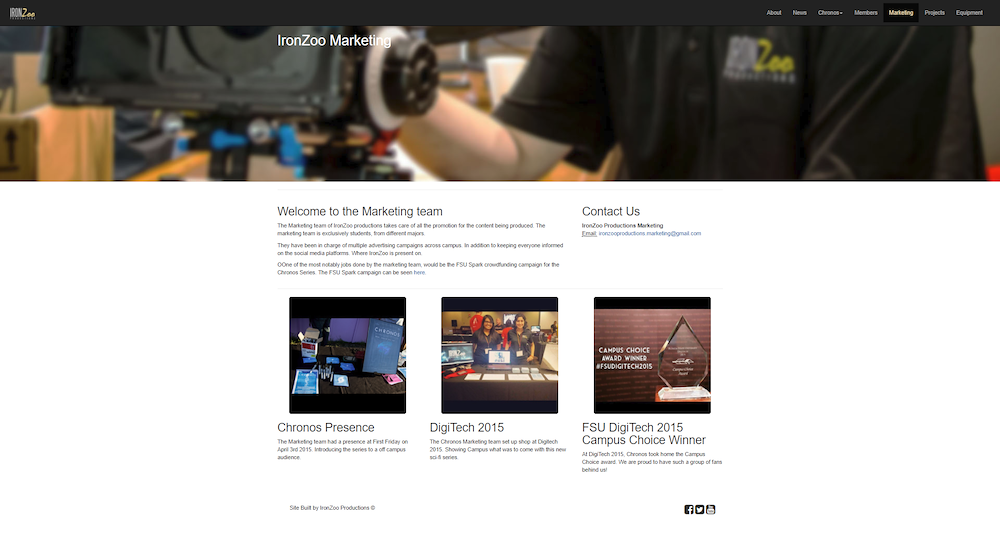 IRON Zoo
PRODUCTIONS
About News Chronos Members Marketing Projects Equipment
IronZoo Marketing
IRON Zoo
PRODUCTIONS
Welcome to the Marketing team
The Marketing team of IronZoo productions takes care of all the promotion for the content being produced. The
marketing team is exclusively students, from different majors.
They have been in charge of multiple advertising campaigns across campus. In addition to keeping everyone informed
on the social media platforms. Where IronZoo is present on.
OOne of the most notably jobs done by the marketing team, would be the FSU Spark crowdfunding campaign for the
Chronos Series. The FSU Spark campaign can be seen here.
Contact Us
IronZoo Productions Marketing
Email: ironzooproductions.marketing@gmail.com
CHRONOS
CAMPUS CHOICE
AWARD WINNER
#FSUDIGITECH2015
Campus Choice
Award
Chronos Presence
The Marketing team had a presence at First Friday on
April 3rd 2015. Introducing the series to a off campus
audience.
DigiTech 2015
The Chronos Marketing team set up shop at Digitech
2015. Showing Campus what was to come with this new
sci-fi series.
FSU DigiTech 2015
Campus Choice Winner
At DigiTech 2015, Chronos took home the Campus
Choice award. We are proud to have such a group of fans
behind us!
Site Built by IronZoo Productions ©